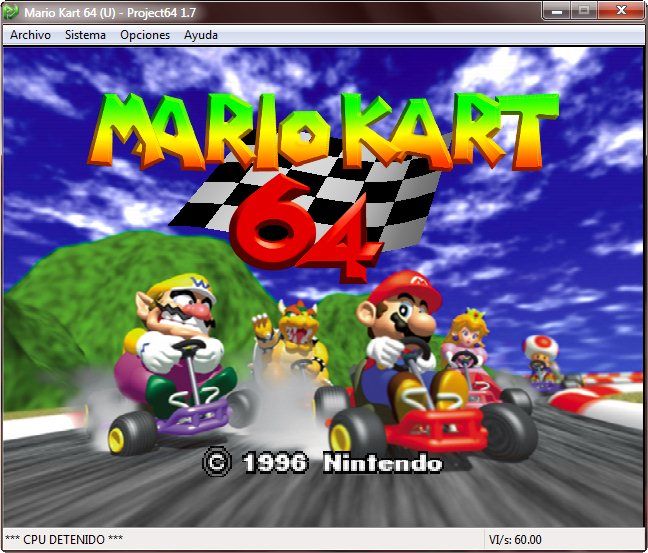 Mario Kart 64 (U) - Project64 1.7
Archivo Sistema Opciones Ayuda
MARIO KART
64
© 1996 Nintendo
*** CPU DETENIDO *** VI/s: 60.00